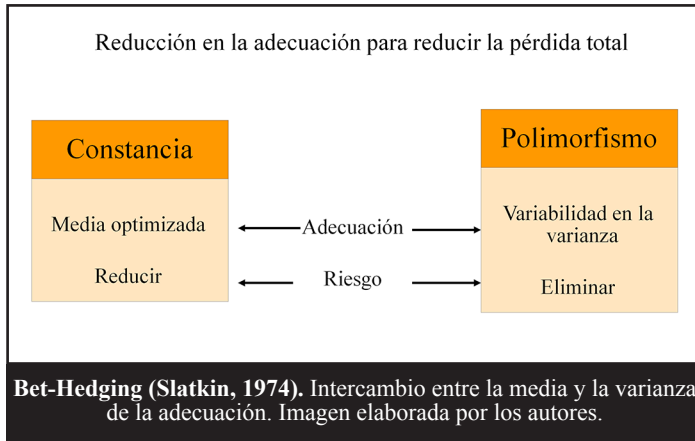 Reducción en la adecuación para reducir la pérdida total
Constancia
Media optimizada
Reducir
Adecuación
Riesgo
Polimorfismo
Variabilidad en la
varianza
Eliminar
Bet-Hedging (Slatkin, 1974). Intercambio entre la media y la varianza
de la adecuación. Imagen elaborada por los autores.